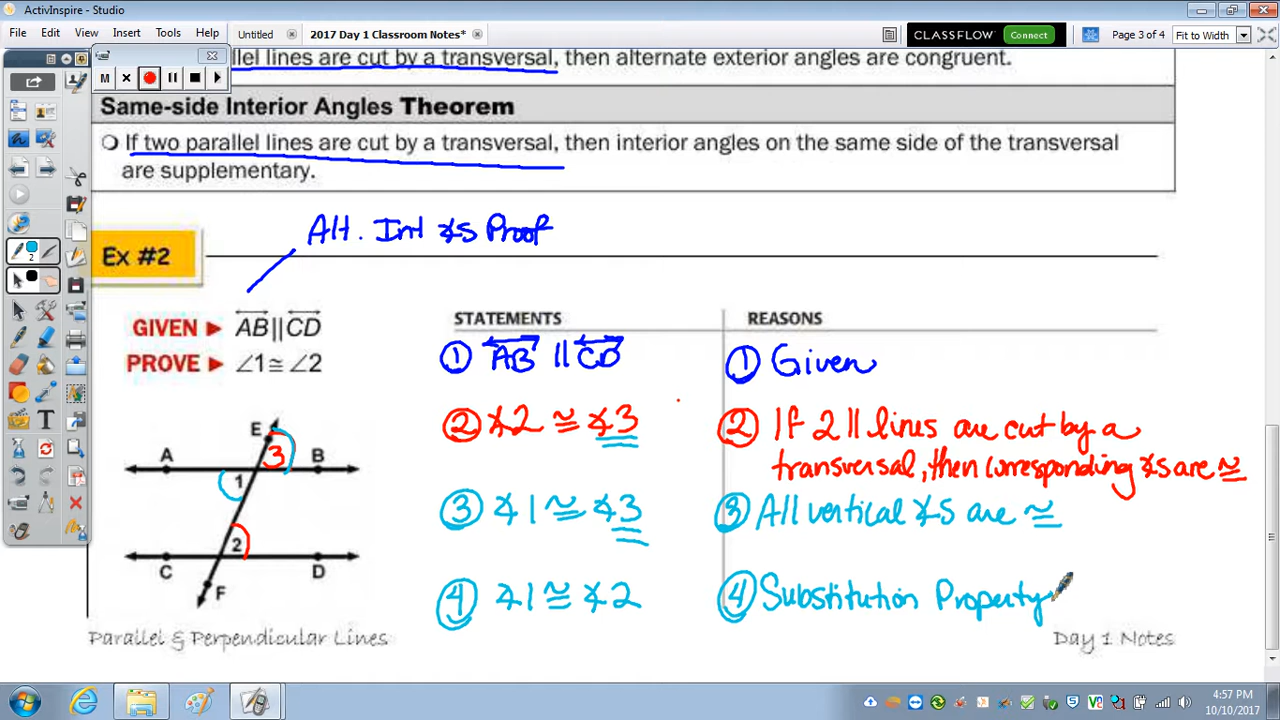 ActivInspire - Studio
File Edit View Insert Tools Help Untitled 2017 Day 1 Classroom Notes* CLASSFLOW Connect Page 3 of 4 Fit to Width
M
lel lines are cut by a transversal, then alternate exterior angles are congruent.
Same-side Interior Angles Theorem
If two parallel lines are cut by a transversal, then interior angles on the same side of the transversal
are supplementary.
Alt. Int ∡s Proof
Ex #2
GIVEN ▶ AB || CD
PROVE ▶ ∠1 ≅ ∠2
STATEMENTS REASONS
① AB || CD ① Given
② ∡2 ≅ ∡3 ② If 2 || lines are cut by a
transversal, then corresponding ∡s are ≅
③ ∡1 ≅ ∡3 ③ All vertical ∡s are ≅
④ ∡1 ≅ ∡2 ④ Substitution Property
E
3
A B
1
2
C D
F
Parallel & Perpendicular Lines Day 1 Notes
4:57 PM
10/10/2017